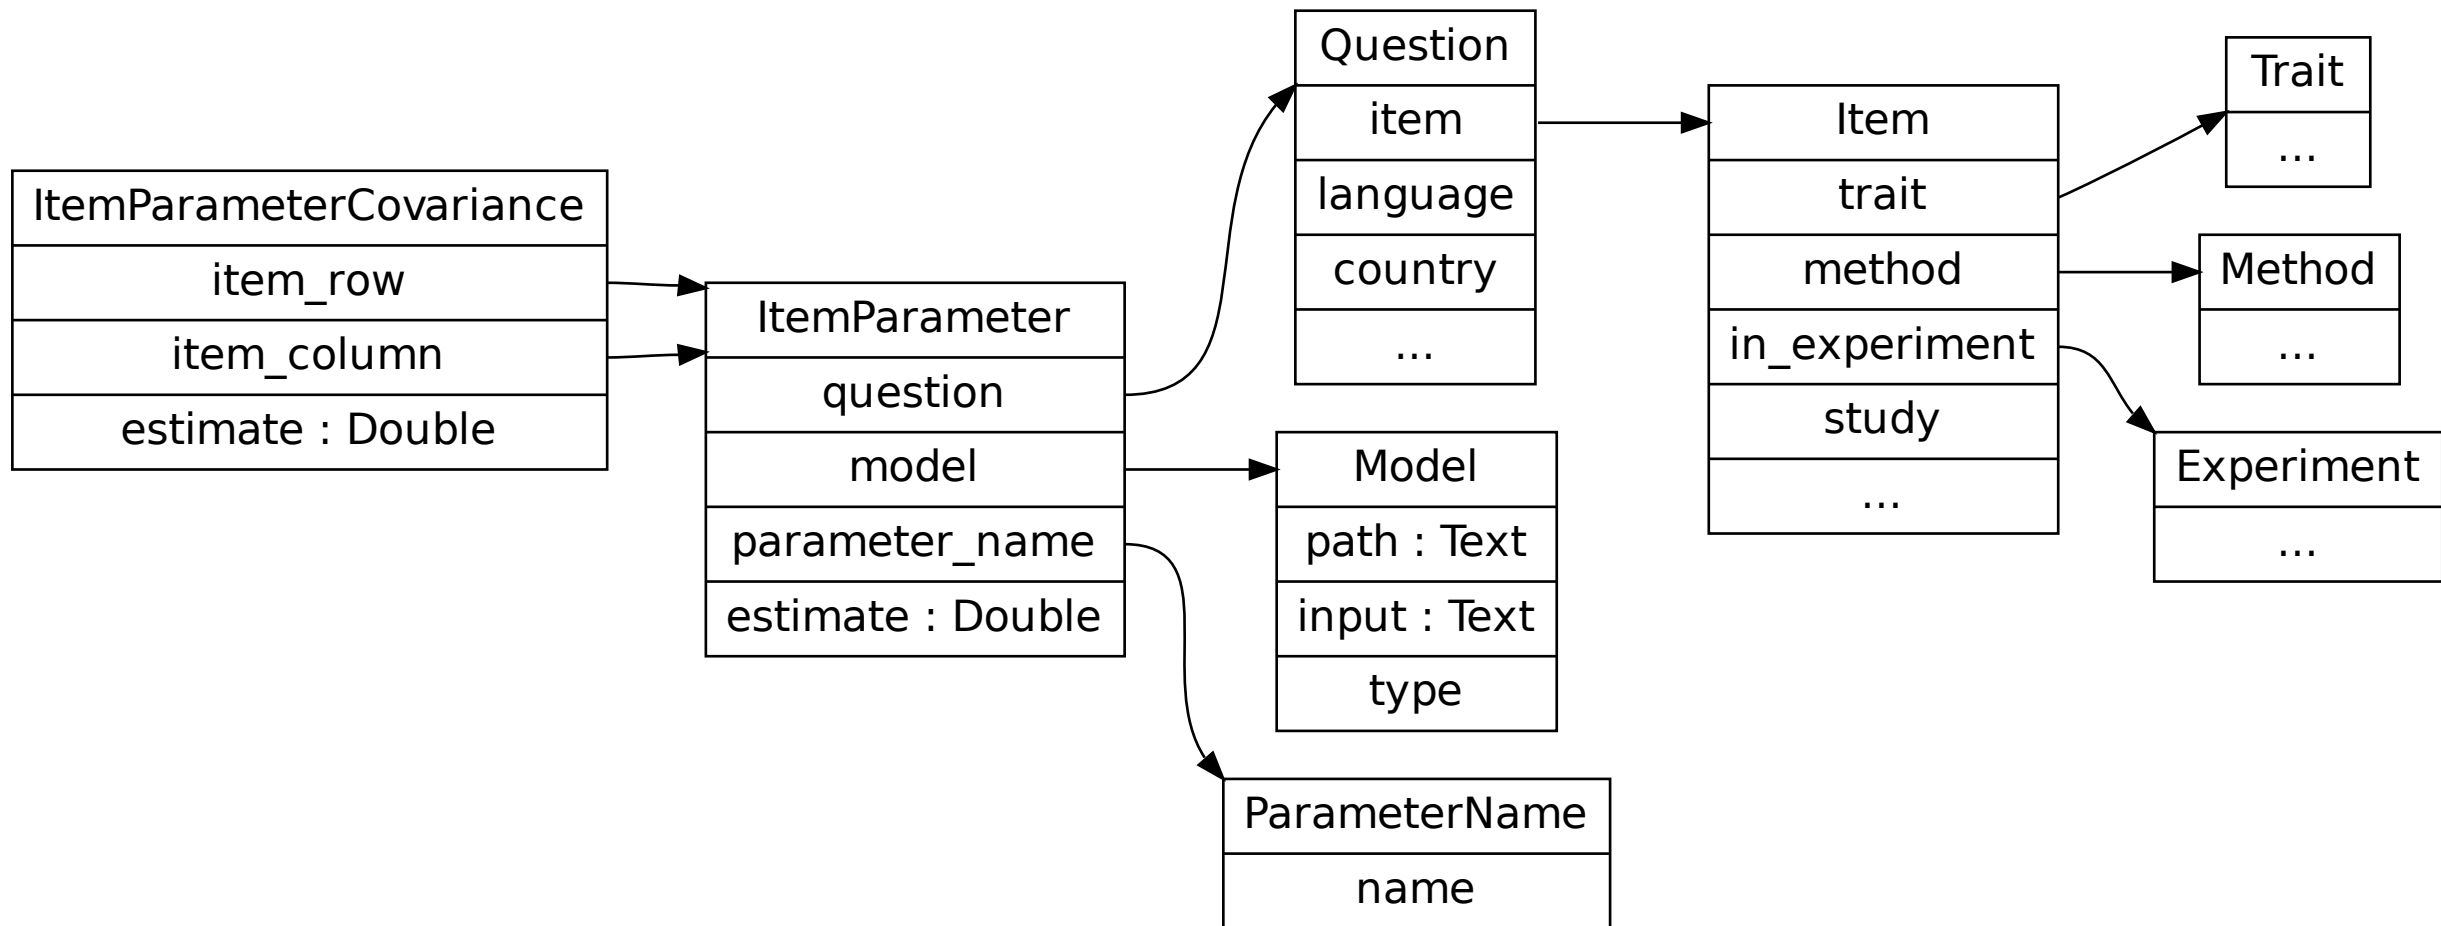 ItemParameterCovariance
item_row
item_column
estimate : Double
ItemParameter
question
model
parameter_name
estimate : Double
Question
item
language
country
...
Model
path : Text
input : Text
type
ParameterName
name
Item
trait
method
in_experiment
study
...
Trait
...
Method
...
Experiment
...